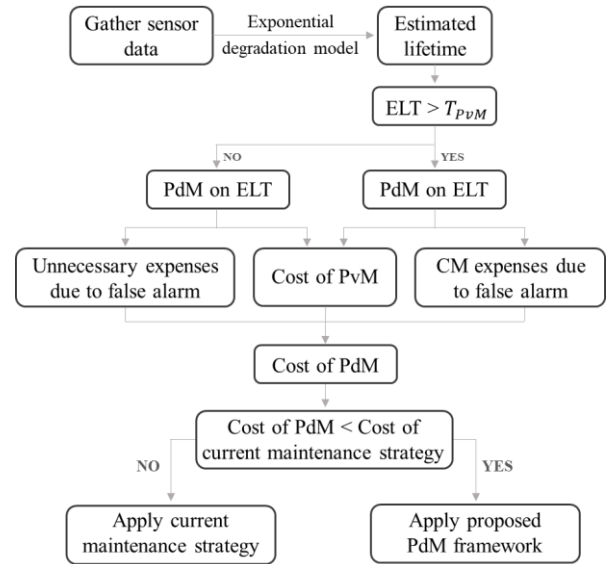 Gather sensor
data
Exponential
degradation model
Estimated
lifetime
ELT > T_PvM
NO
YES
PdM on ELT
PdM on ELT
Unnecessary expenses
due to false alarm
Cost of PvM
CM expenses due
to false alarm
Cost of PdM
Cost of PdM < Cost of
current maintenance strategy
NO
YES
Apply current
maintenance strategy
Apply proposed
PdM framework